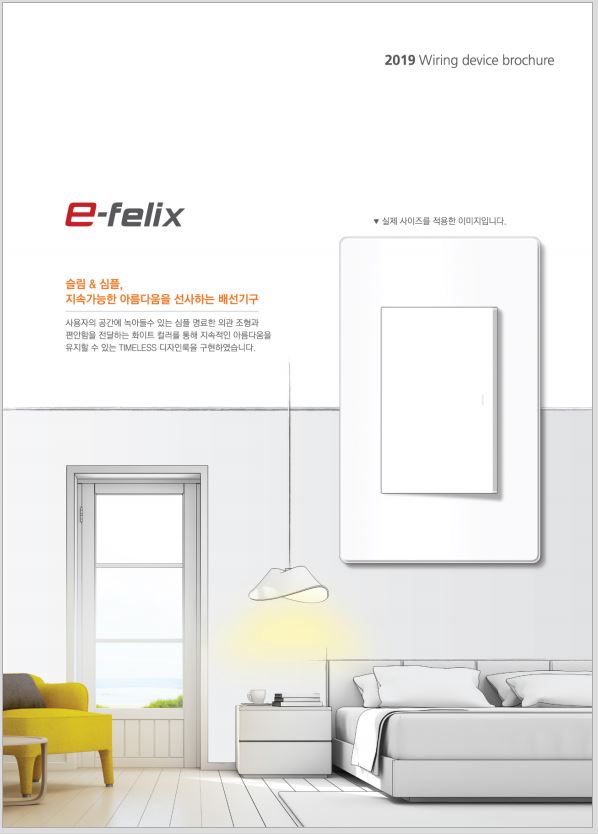 2019 Wiring device brochure
e-felix
▼ 실제 사이즈를 적용한 이미지입니다.
슬림 & 심플,
지속가능한 아름다움을 선사하는 배선기구
사용자의 공간에 녹아들수 있는 심플 명료한 외관 조형과
편안함을 전달하는 화이트 컬러를 통해 지속적인 아름다움을
유지할 수 있는 TIMELESS 디자인룩을 구현하였습니다.